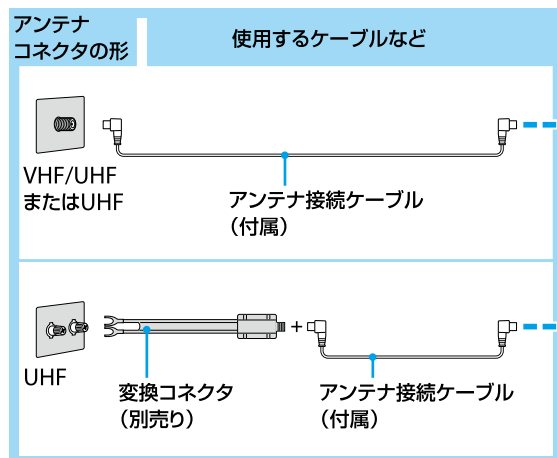 アンテナ
コネクタの形
使用するケーブルなど
VHF/UHF
またはUHF
アンテナ接続ケーブル
（付属）
UHF
+
変換コネクタ
（別売り）
アンテナ接続ケーブル
（付属）